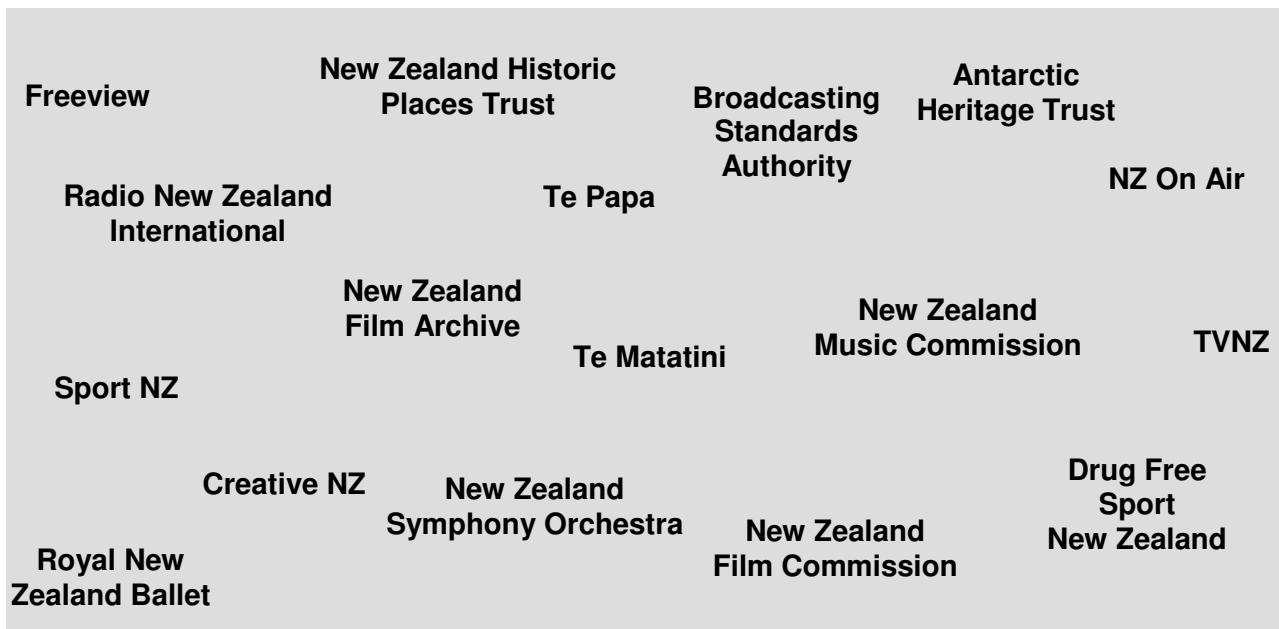 Freeview
New Zealand Historic
Places Trust
Broadcasting
Standards
Authority
Antarctic
Heritage Trust
NZ On Air
Radio New Zealand
International
Te Papa
New Zealand
Film Archive
Te Matatini
New Zealand
Music Commission
TVNZ
Sport NZ
Creative NZ
New Zealand
Symphony Orchestra
New Zealand
Film Commission
Drug Free
Sport
New Zealand
Royal New
Zealand Ballet